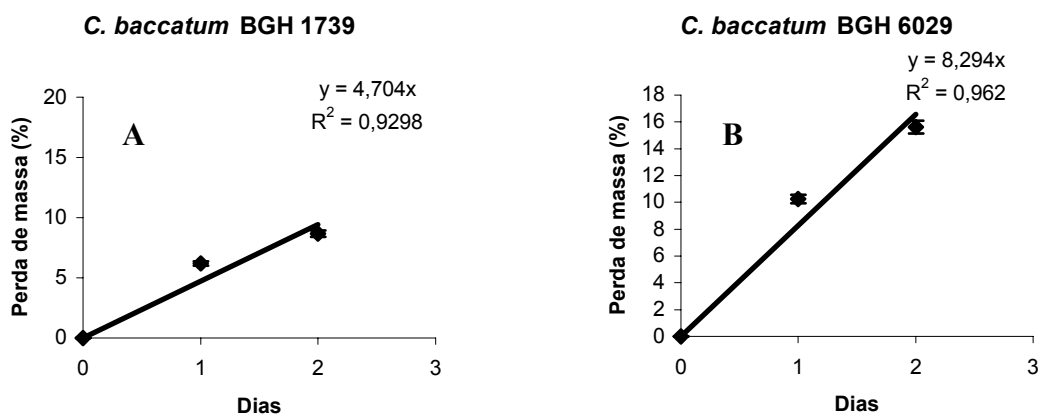 C. baccatum BGH 1739
y = 4,704x
R² = 0,9298
A
Perda de massa (%)
20
15
10
5
0
0 1 2 3
Dias
C. baccatum BGH 6029
y = 8,294x
R² = 0,962
B
Perda de massa (%)
18
16
14
12
10
8
6
4
2
0
0 1 2 3
Dias